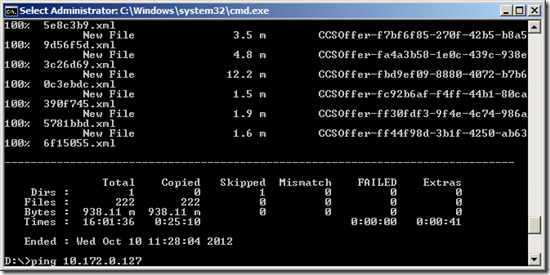 Select Administrator: C:\Windows\system32\cmd.exe
100% 5e8c3b9.xml
New File 3.5 m CCSOffer-f7bf6f85-270f-42b5-b8a5
100% 9d56f5d.xml
New File 4.8 m CCSOffer-fa4a3b58-1e0c-439c-938e
100% 3c26d69.xml
New File 12.2 m CCSOffer-fbd9ef09-8880-4072-b7b6
100% 0c3ebdc.xml
New File 1.5 m CCSOffer-fc92b6af-f4ff-44b1-80ca
100% 390f745.xml
New File 1.9 m CCSOffer-ff30fdf3-9f4e-4c74-986a
100% 5781bbd.xml
New File 1.6 m CCSOffer-ff44f98d-3b1f-4250-ab63
100% 6f15055.xml
------------------------------------------------------------------------------
Total Copied Skipped Mismatch FAILED Extras
Dirs : 1 0 1 0 0 0
Files : 222 222 0 0 0 0
Bytes : 938.11 m 938.11 m 0 0 0 0
Times : 16:01:36 0:25:10 0:00:00 0:00:41
Ended : Wed Oct 10 11:28:04 2012
D:\>ping 10.172.0.127